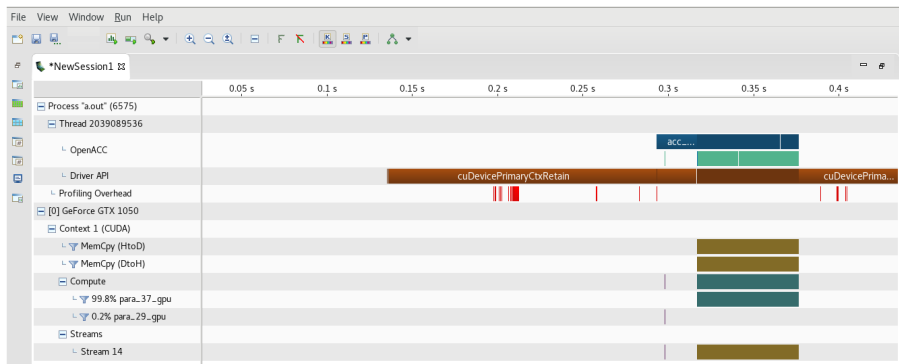 File View Window Run Help
*NewSession1
0.05 s 0.1 s 0.15 s 0.2 s 0.25 s 0.3 s 0.35 s 0.4 s
Process "a.out" (6575)
Thread 2039089536
OpenACC
acc_...
Driver API
cuDevicePrimaryCtxRetain
cuDevicePrima...
Profiling Overhead
[0] GeForce GTX 1050
Context 1 (CUDA)
MemCpy (HtoD)
MemCpy (DtoH)
Compute
99.8% para_37_gpu
0.2% para_29_gpu
Streams
Stream 14